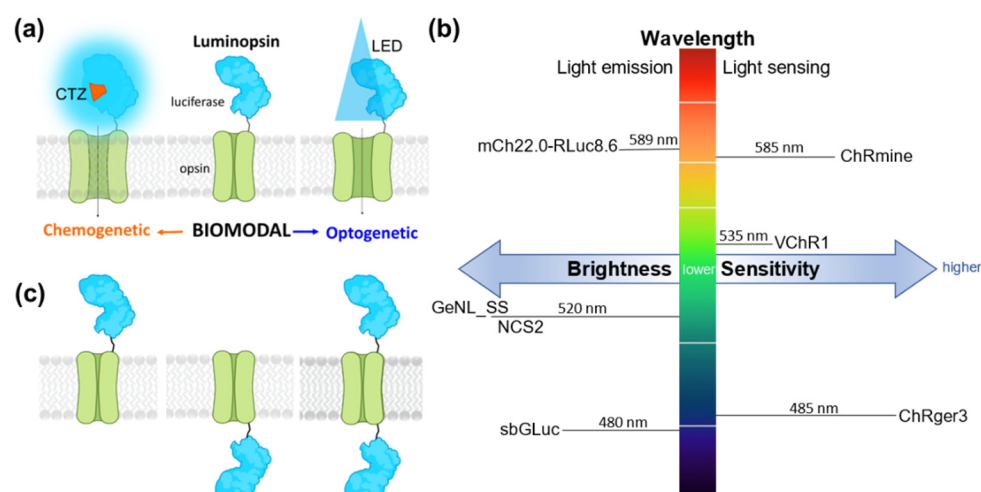 (a)
Luminopsin
LED
CTZ
luciferase
opsin
Chemogenetic
BIOMODAL
Optogenetic
(b)
Wavelength
Light emission
Light sensing
mCh22.0-RLuc8.6
589 nm
585 nm
ChRmine
535 nm
VChR1
Brightness
lower
Sensitivity
higher
GeNL_SS
NCS2
520 nm
485 nm
ChRger3
sbGLuc
480 nm
(c)